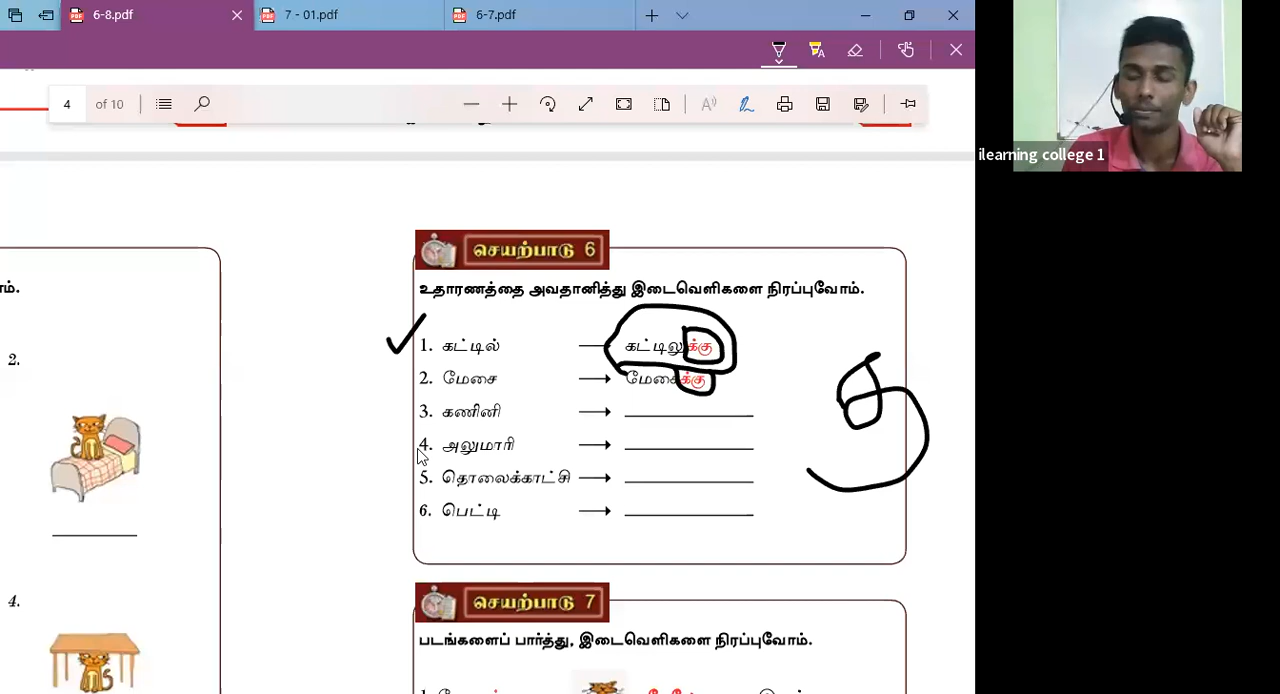 6-8.pdf
7 - 01.pdf
6-7.pdf
4 of 10
ilearning college 1
செயற்பாடு 6
ம்.
உதாரணத்தை அவதானித்து இடைவெளிகளை நிரப்புவோம்.
1. கட்டில் → கட்டிலுக்கு
2. மேசை → மேசைக்கு
3. கணினி → 
4. அலுமாரி → 
5. தொலைக்காட்சி → 
6. பெட்டி → 
2.
4.
செயற்பாடு 7
படங்களைப் பார்த்து, இடைவெளிகளை நிரப்புவோம்.